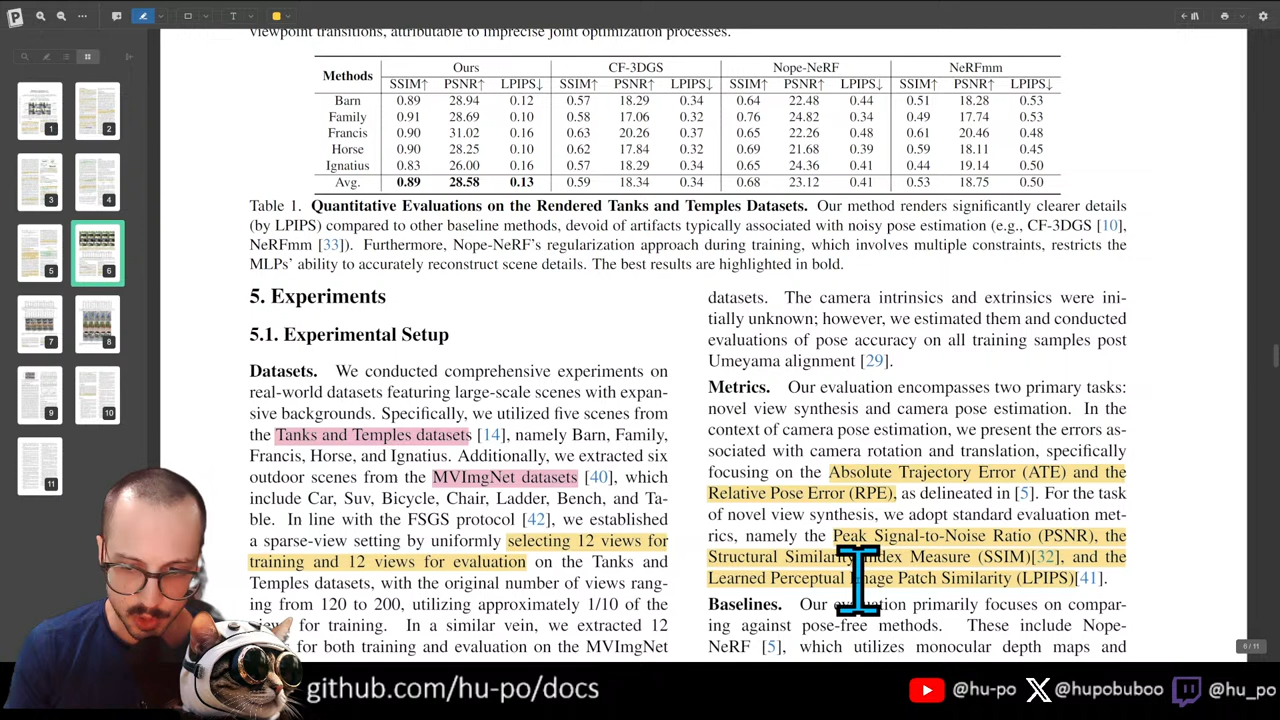 viewpoint transitions, attributable to imprecise joint optimization processes.
Methods Ours CF-3DGS Nope-NeRF NeRFmm
SSIM↑ PSNR↑ LPIPS↓ SSIM↑ PSNR↑ LPIPS↓ SSIM↑ PSNR↑ LPIPS↓ SSIM↑ PSNR↑ LPIPS↓
Barn 0.89 28.94 0.12 0.57 18.29 0.34 0.64 22.48 0.44 0.51 18.28 0.53
Family 0.91 28.69 0.10 0.58 17.06 0.32 0.76 24.82 0.34 0.49 17.74 0.53
Francis 0.90 31.02 0.16 0.63 20.26 0.37 0.65 22.26 0.48 0.61 20.46 0.48
Horse 0.90 28.25 0.10 0.62 17.84 0.32 0.69 21.68 0.39 0.59 18.11 0.45
Ignatius 0.83 26.00 0.16 0.57 18.29 0.34 0.65 24.36 0.41 0.44 19.14 0.50
Avg. 0.89 28.58 0.13 0.59 18.34 0.34 0.68 23.12 0.41 0.53 18.75 0.50
Table 1. Quantitative Evaluations on the Rendered Tanks and Temples Datasets. Our method renders significantly clearer details
(by LPIPS) compared to other baseline methods, devoid of artifacts typically associated with noisy pose estimation (e.g., CF-3DGS [10],
NeRFmm [33]). Furthermore, Nope-NeRF's regularization approach during training, which involves multiple constraints, restricts the
MLPs' ability to accurately reconstruct scene details. The best results are highlighted in bold.
5. Experiments
5.1. Experimental Setup
Datasets. We conducted comprehensive experiments on
real-world datasets featuring large-scale scenes with expan-
sive backgrounds. Specifically, we utilized five scenes from
the Tanks and Temples dataset. [14], namely Barn, Family,
Francis, Horse, and Ignatius. Additionally, we extracted six
outdoor scenes from the MVImgNet datasets [40], which
include Car, Suv, Bicycle, Chair, Ladder, Bench, and Ta-
ble. In line with the FSGS protocol [42], we established
a sparse-view setting by uniformly selecting 12 views for
training and 12 views for evaluation on the Tanks and
Temples datasets, with the original number of views rang-
ing from 120 to 200, utilizing approximately 1/10 of the
for training. In a similar vein, we extracted 12
for both training and evaluation on the MVImgNet
datasets. The camera intrinsics and extrinsics were ini-
tially unknown; however, we estimated them and conducted
evaluations of pose accuracy on all training samples post
Umeyama alignment [29].
Metrics. Our evaluation encompasses two primary tasks:
novel view synthesis and camera pose estimation. In the
context of camera pose estimation, we present the errors as-
sociated with camera rotation and translation, specifically
focusing on the Absolute Trajectory Error (ATE) and the
Relative Pose Error (RPE), as delineated in [5]. For the task
of novel view synthesis, we adopt standard evaluation met-
rics, namely the Peak Signal-to-Noise Ratio (PSNR), the
Structural Similarity Index Measure (SSIM)[32], and the
Learned Perceptual Image Patch Similarity (LPIPS)[41].
Baselines. Our evaluation primarily focuses on compar-
ing against pose-free methods. These include Nope-
NeRF [5], which utilizes monocular depth maps and
1
2
3
4
5
6
7
8
9
10
11
6/11
github.com/hu-po/docs
@hu-po
@hupobuboo
@hu_po